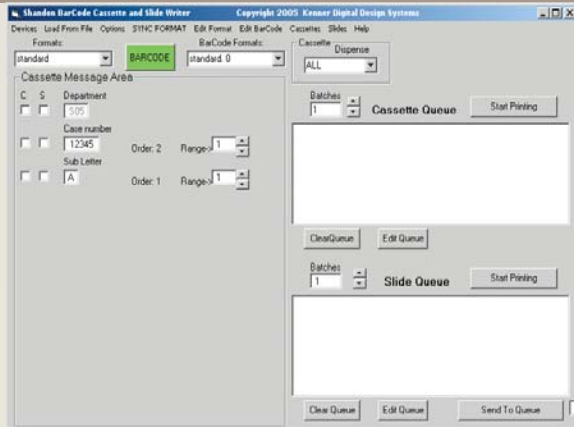 Shandon BarCode Cassette and Slide Writer Copyright 2005 Kenner Digital Design Systems
Devices Load From File Options SYNC FORMAT Edit Format Edit BarCode Cassettes Slides Help
Formats: BarCode Formats: Cassette
standard BARCODE standard. 0 Dispense
ALL
Cassette Message Area
C S Department Batches
S05 1 Cassette Queue Start Printing
Case number
12345 Order: 2 Range-> 1
Sub Letter
A Order: 1 Range-> 1
ClearQueue Edit Queue
Batches
1 Slide Queue Start Printing
Clear Queue Edit Queue Send To Queue